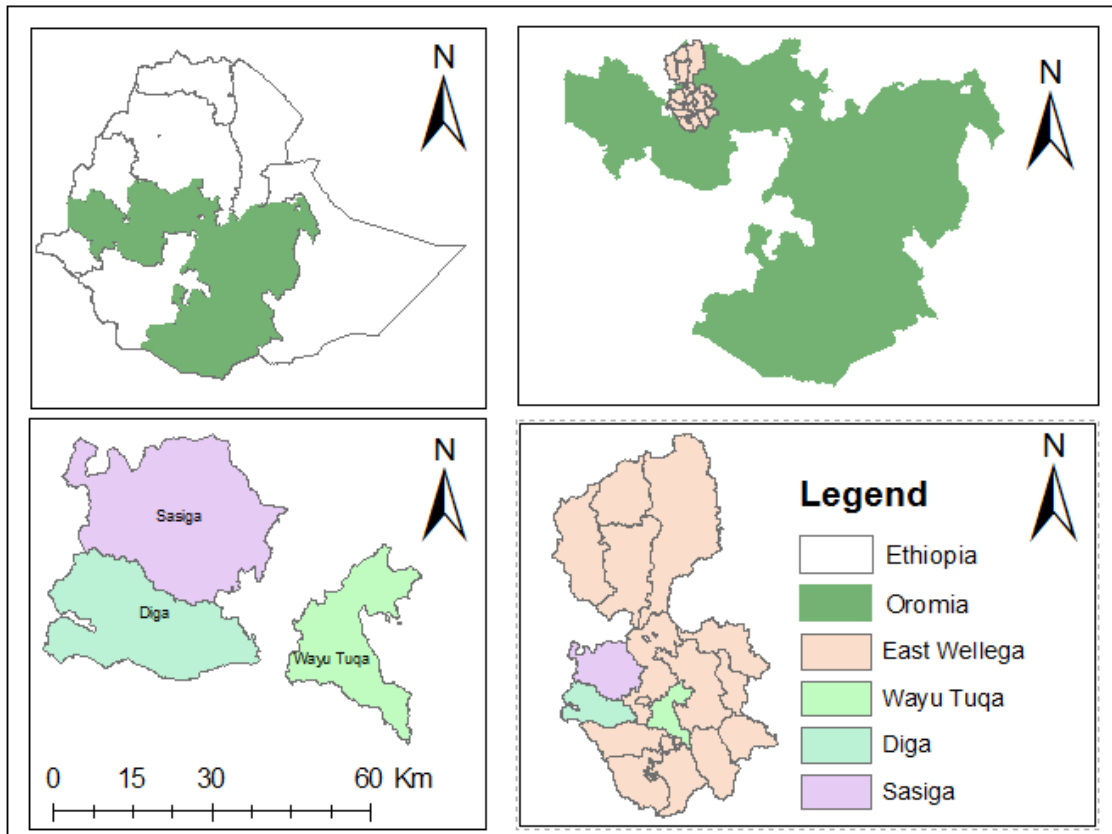 N
N
N
Sasiga
Diga
Wayu Tuqa
0 15 30 60 Km
N
Legend
Ethiopia
Oromia
East Wellega
Wayu Tuqa
Diga
Sasiga